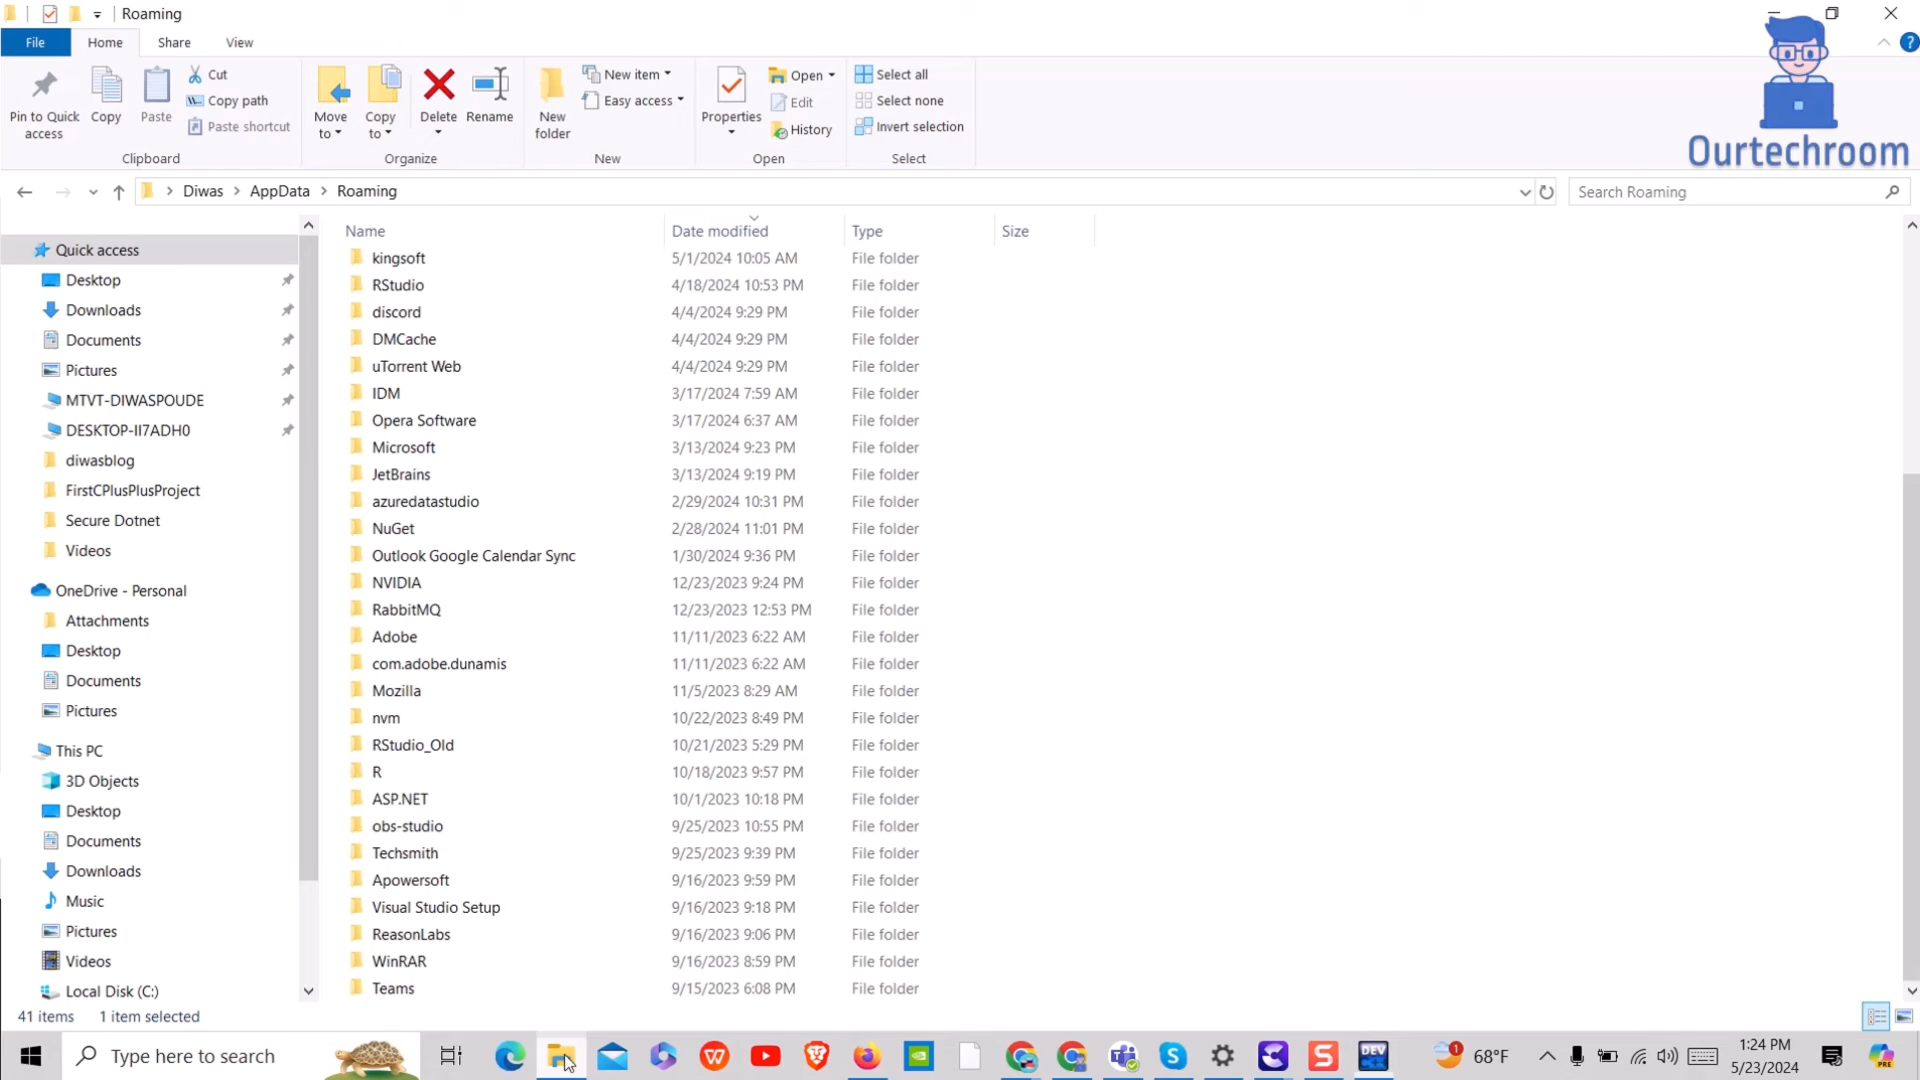 Roaming
File Home Share View
Pin to Quick access
Copy
Paste
Cut
Copy path
Paste shortcut
Clipboard
Move to
Copy to
Delete
Rename
Organize
New folder
New item
Easy access
New
Properties
Open
Edit
History
Open
Select all
Select none
Invert selection
Select
Ourtechroom
Diwas > AppData > Roaming
Search Roaming
Quick access
Desktop
Downloads
Documents
Pictures
MTVT-DIWASPOUDE
DESKTOP-II7ADH0
diwasblog
FirstCPlusPlusProject
Secure Dotnet
Videos
OneDrive - Personal
Attachments
Desktop
Documents
Pictures
This PC
3D Objects
Desktop
Documents
Downloads
Music
Pictures
Videos
Local Disk (C:)
Name Date modified Type Size
kingsoft 5/1/2024 10:05 AM File folder
RStudio 4/18/2024 10:53 PM File folder
discord 4/4/2024 9:29 PM File folder
DMCache 4/4/2024 9:29 PM File folder
uTorrent Web 4/4/2024 9:29 PM File folder
IDM 3/17/2024 7:59 AM File folder
Opera Software 3/17/2024 6:37 AM File folder
Microsoft 3/13/2024 9:23 PM File folder
JetBrains 3/13/2024 9:19 PM File folder
azuredatastudio 2/29/2024 10:31 PM File folder
NuGet 2/28/2024 11:01 PM File folder
Outlook Google Calendar Sync 1/30/2024 9:36 PM File folder
NVIDIA 12/23/2023 9:24 PM File folder
RabbitMQ 12/23/2023 12:53 PM File folder
Adobe 11/11/2023 6:22 AM File folder
com.adobe.dunamis 11/11/2023 6:22 AM File folder
Mozilla 11/5/2023 8:29 AM File folder
nvm 10/22/2023 8:49 PM File folder
RStudio_Old 10/21/2023 5:29 PM File folder
R 10/18/2023 9:57 PM File folder
ASP.NET 10/1/2023 10:18 PM File folder
obs-studio 9/25/2023 10:55 PM File folder
Techsmith 9/25/2023 9:39 PM File folder
Apowersoft 9/16/2023 9:59 PM File folder
Visual Studio Setup 9/16/2023 9:18 PM File folder
ReasonLabs 9/16/2023 9:06 PM File folder
WinRAR 9/16/2023 8:59 PM File folder
Teams 9/15/2023 6:08 PM File folder
41 items 1 item selected
Type here to search
DEV
1
68°F
1:24 PM
5/23/2024
PRE